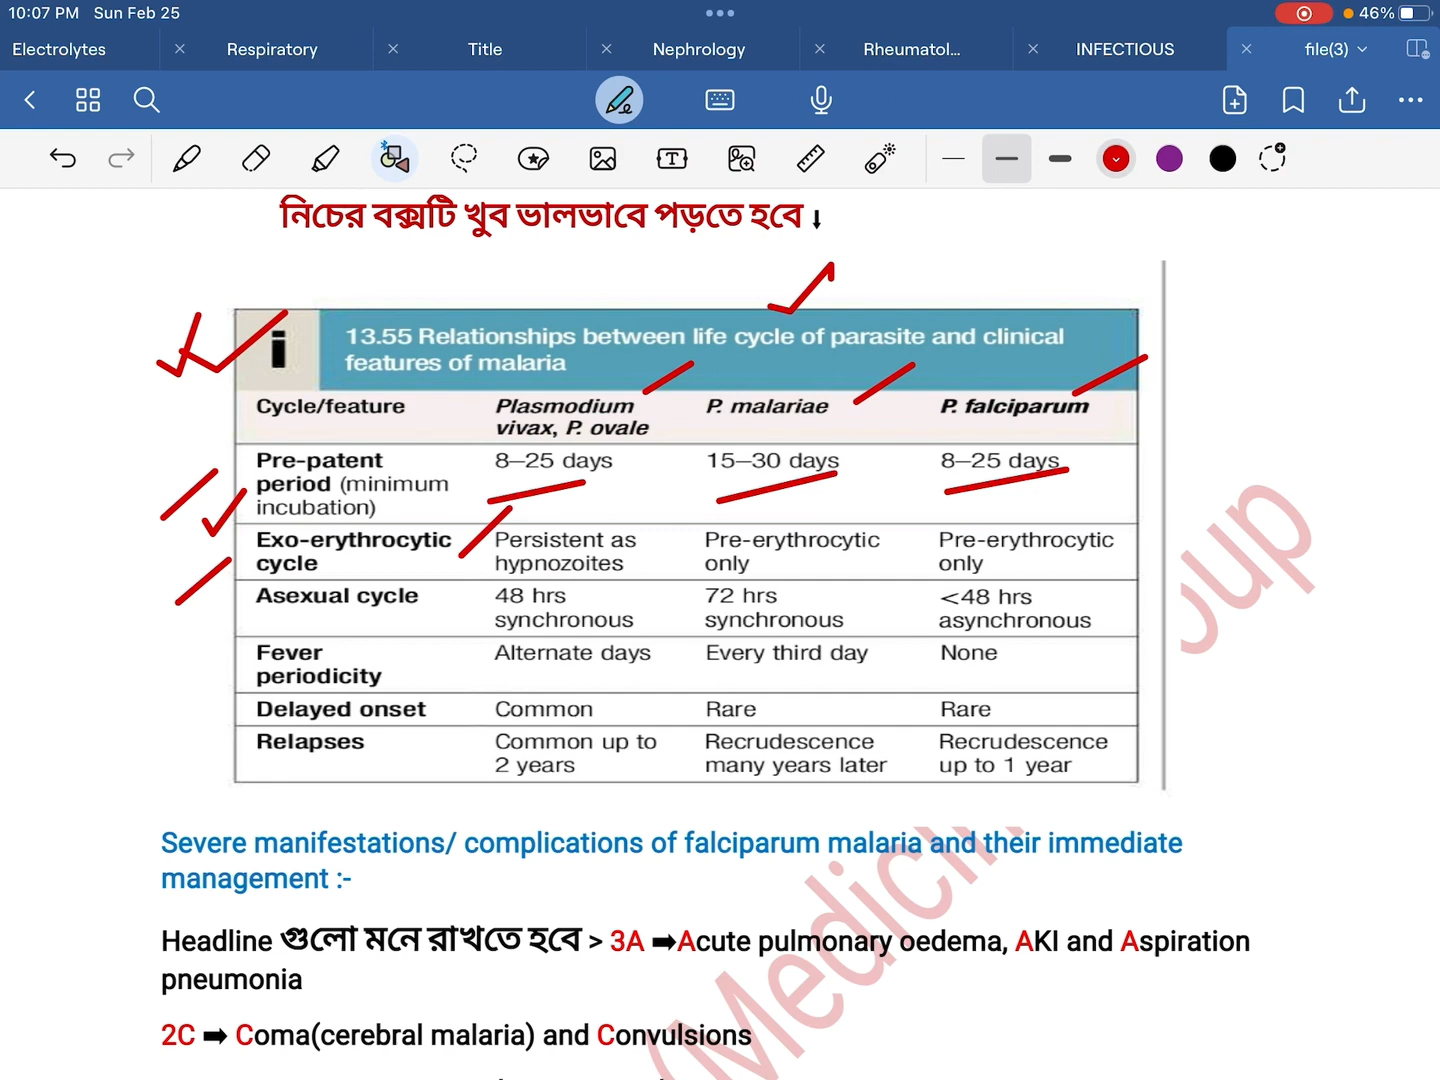 10:07 PM Sun Feb 25
46%
Electrolytes
Respiratory
Title
Nephrology
Rheumatol...
INFECTIOUS
file(3)
নিচের বক্সটি খুব ভালভাবে পড়তে হবে ↓
i
13.55 Relationships between life cycle of parasite and clinical
features of malaria
Cycle/feature Plasmodium P. malariae P. falciparum
vivax, P. ovale
Pre-patent 8–25 days 15–30 days 8–25 days
period (minimum
incubation)
Exo-erythrocytic Persistent as Pre-erythrocytic Pre-erythrocytic
cycle hypnozoites only only
Asexual cycle 48 hrs 72 hrs <48 hrs
synchronous synchronous asynchronous
Fever Alternate days Every third day None
periodicity
Delayed onset Common Rare Rare
Relapses Common up to Recrudescence Recrudescence
2 years many years later up to 1 year
Severe manifestations/ complications of falciparum malaria and their immediate
management :-
Headline গুলো মনে রাখতে হবে > 3A ➡Acute pulmonary oedema, AKI and Aspiration
pneumonia
2C ➡ Coma(cerebral malaria) and Convulsions